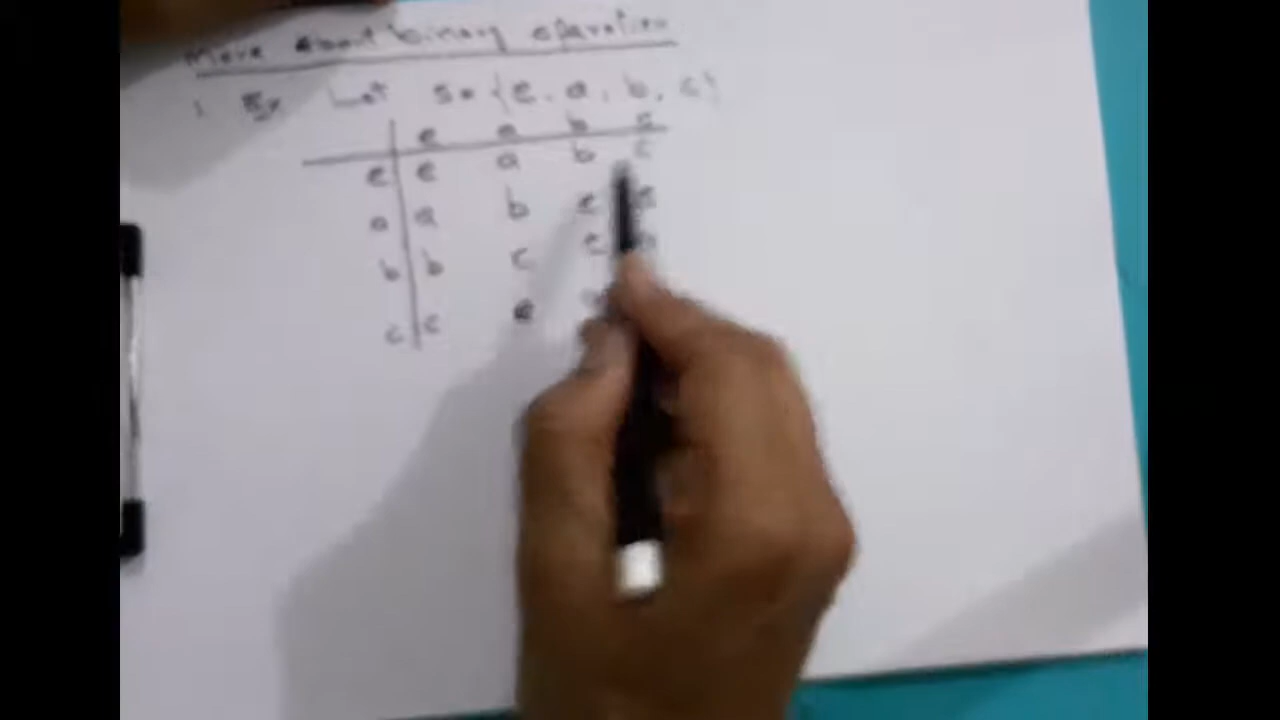 More about binary operation
1. Ex Let S = {e, a, b, c}
e a b c
e e a b c
a a b e
b b c e
c c e